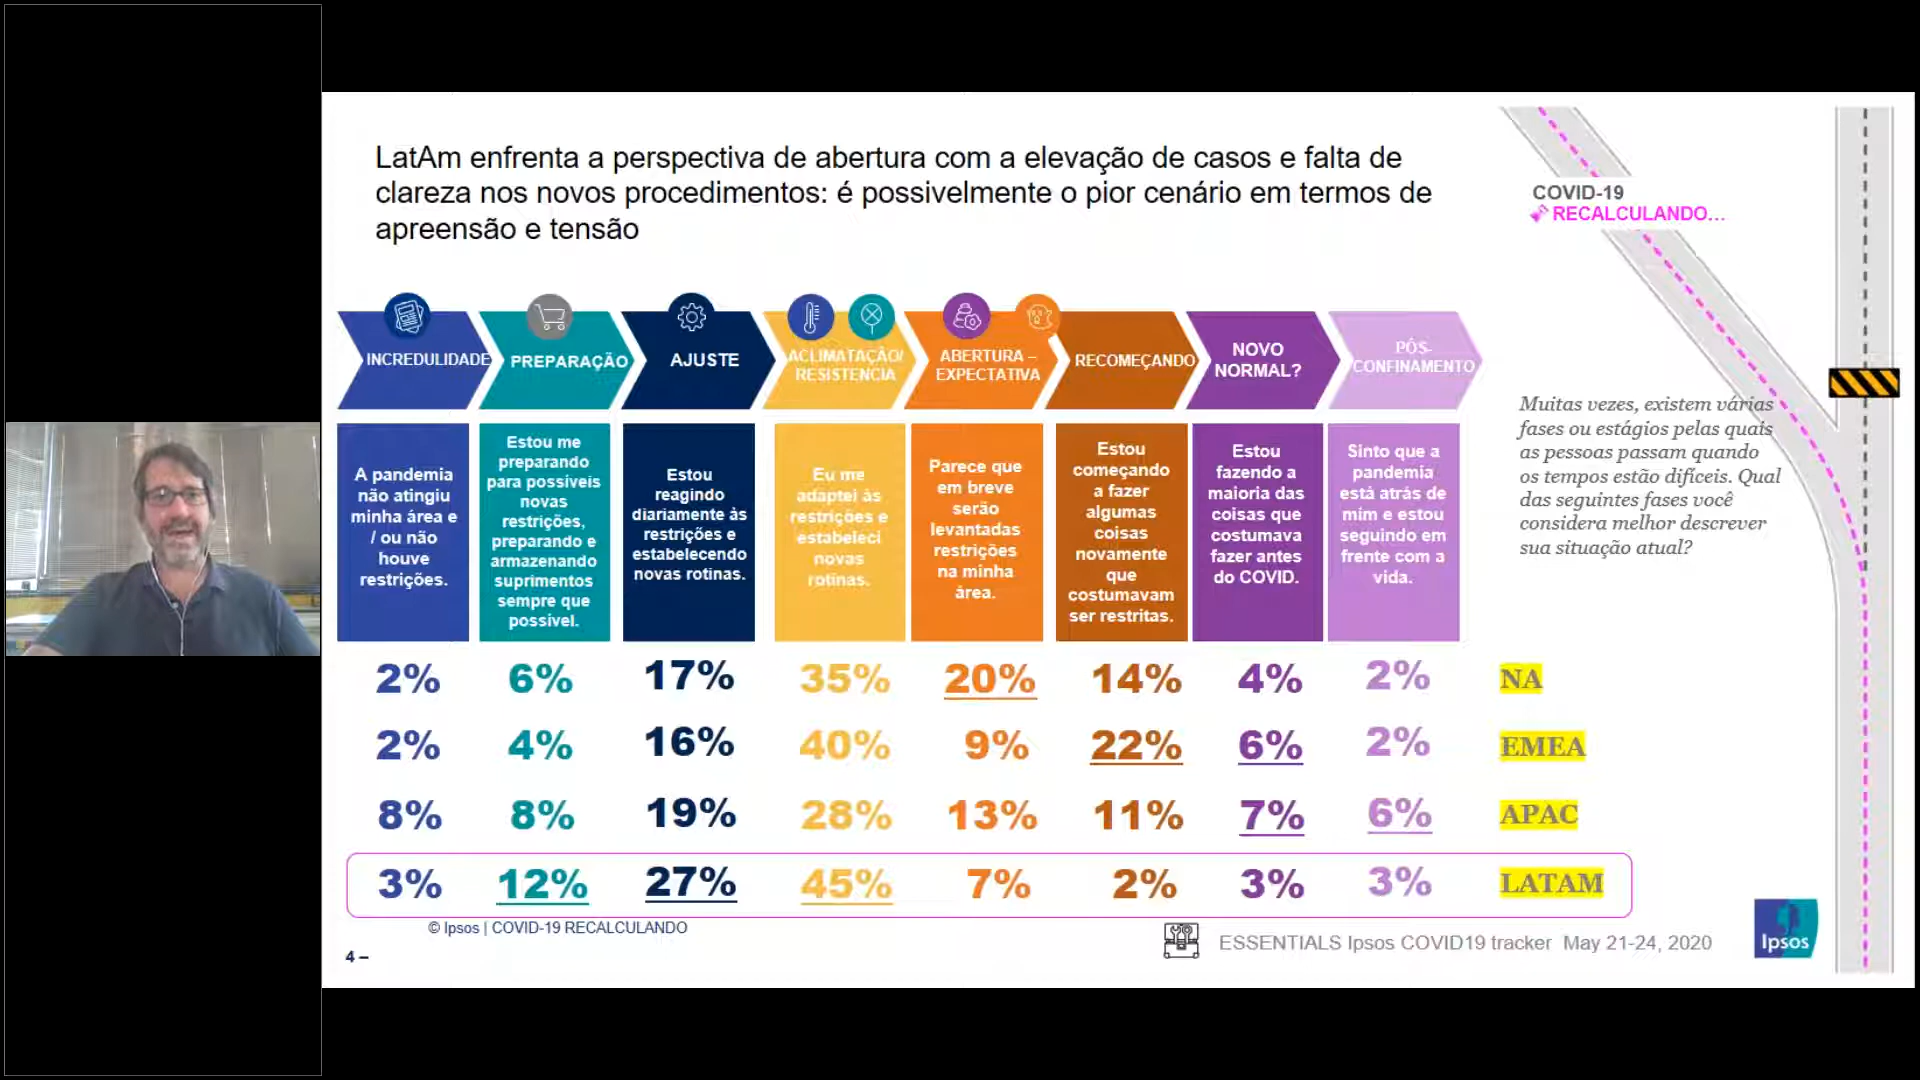 LatAm enfrenta a perspectiva de abertura com a elevação de casos e falta de
clareza nos novos procedimentos: é possivelmente o pior cenário em termos de
apreensão e tensão
COVID-19
RECALCULANDO...
INCREDULIDADE
PREPARAÇÃO
AJUSTE
ACLIMATAÇÃO/
RESISTENCIA
ABERTURA –
EXPECTATIVA
RECOMEÇANDO
NOVO
NORMAL?
PÓS-
CONFINAMENTO
A pandemia
não atingiu
minha área e
/ ou não
houve
restrições.
Estou me
preparando
para possíveis
novas
restrições,
preparando e
armazenando
suprimentos
sempre que
possível.
Estou
reagindo
diariamente às
restrições e
estabelecendo
novas rotinas.
Eu me
adaptei às
restrições e
estabeleci
novas
rotinas.
Parece que
em breve
serão
levantadas
restrições
na minha
área.
Estou
começando
a fazer
algumas
coisas
novamente
que
costumavam
ser restritas.
Estou
fazendo a
maioria das
coisas que
costumava
fazer antes
do COVID.
Sinto que a
pandemia
está atrás de
mim e estou
seguindo em
frente com a
vida.
Muitas vezes, existem várias
fases ou estágios pelas quais
as pessoas passam quando
os tempos estão difíceis. Qual
das seguintes fases você
considera melhor descrever
sua situação atual?
2% 6% 17% 35% 20% 14% 4% 2% NA
2% 4% 16% 40% 9% 22% 6% 2% EMEA
8% 8% 19% 28% 13% 11% 7% 6% APAC
3% 12% 27% 45% 7% 2% 3% 3% LATAM
© Ipsos | COVID-19 RECALCULANDO
4 –
ESSENTIALS Ipsos COVID19 tracker May 21-24, 2020
Ipsos